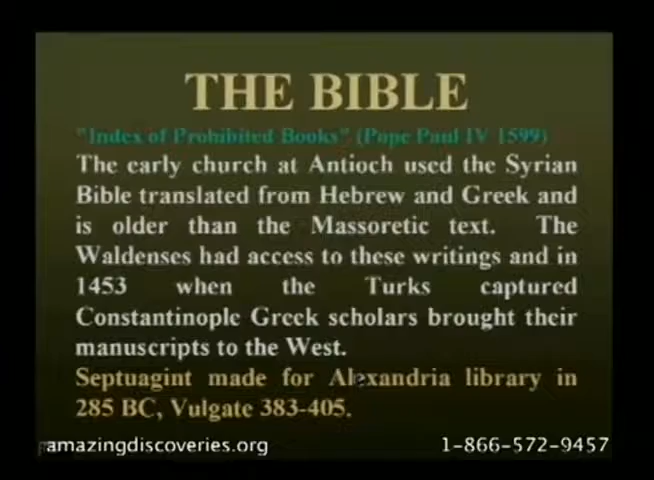 THE BIBLE
"Index of Prohibited Books" (Pope Paul IV 1599)
The early church at Antioch used the Syrian
Bible translated from Hebrew and Greek and
is older than the Massoretic text. The
Waldenses had access to these writings and in
1453 when the Turks captured
Constantinople Greek scholars brought their
manuscripts to the West.
Septuagint made for Alexandria library in
285 BC, Vulgate 383-405.
amazingdiscoveries.org 1-866-572-9457